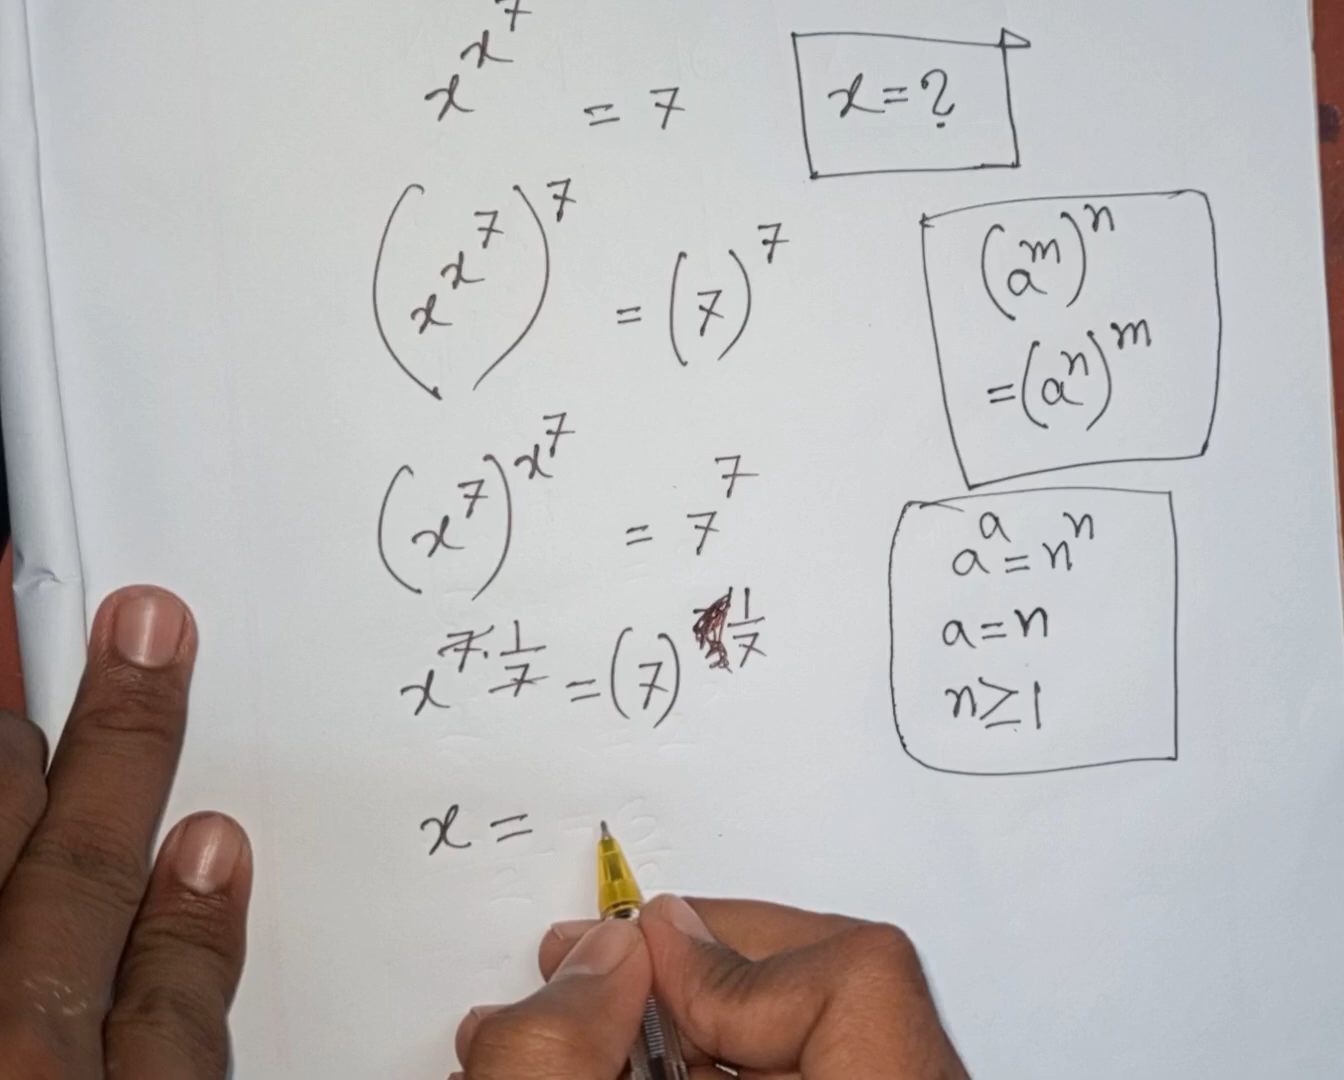 x^x^7 = 7
x = ?
(x^x^7)^7 = (7)^7
(a^m)^n
= (a^n)^m
(x^7)^x^7 = 7^7
a^a = n^n
a = n
n ≥ 1
x^7·1/7 = (7)^1/7
x =